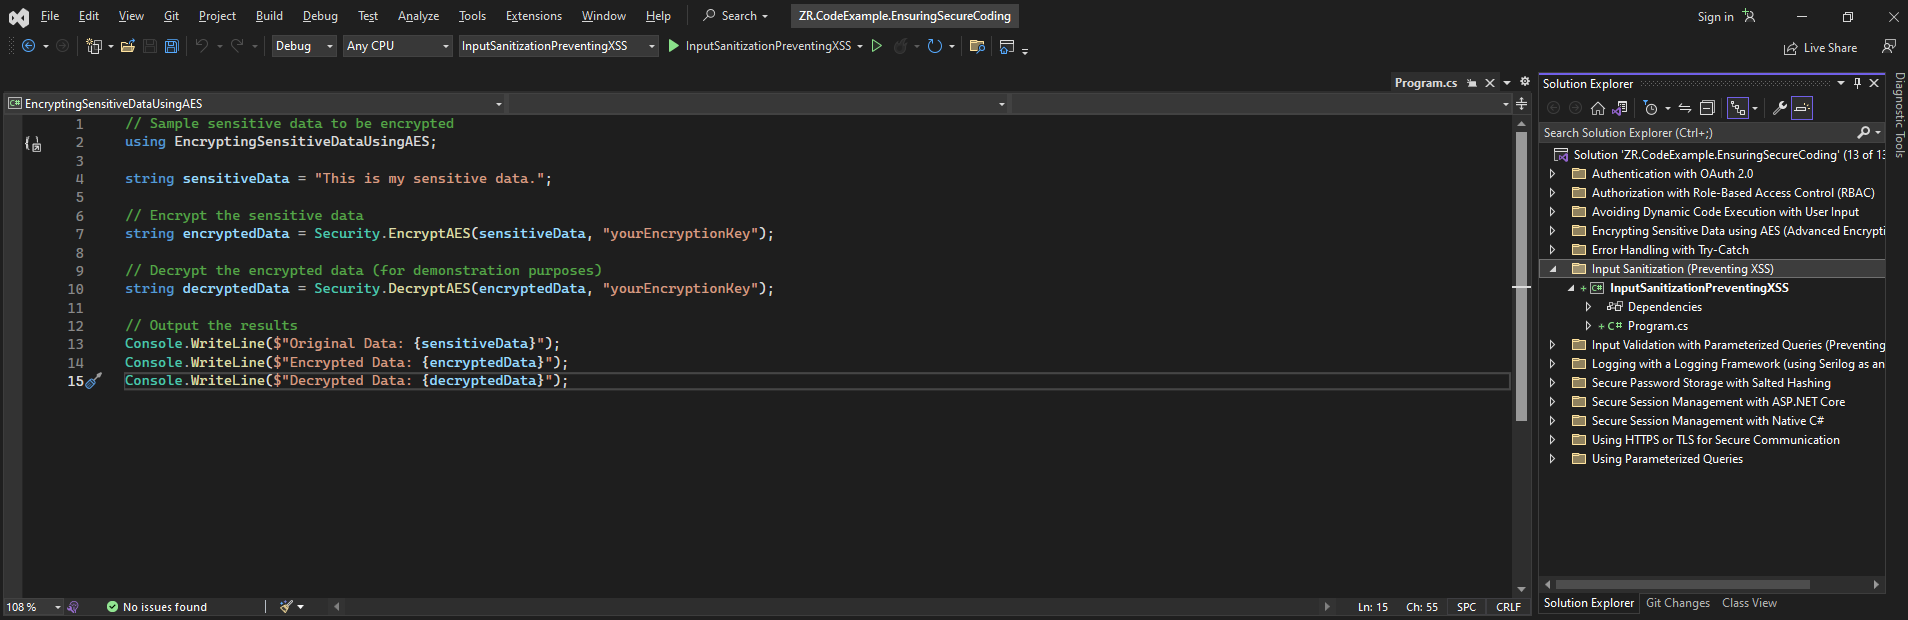 File Edit View Git Project Build Debug Test Analyze Tools Extensions Window Help Search ZR.CodeExample.EnsuringSecureCoding Sign in
Debug Any CPU InputSanitizationPreventingXSS InputSanitizationPreventingXSS Live Share
Program.cs
C# EncryptingSensitiveDataUsingAES
1 // Sample sensitive data to be encrypted
2 using EncryptingSensitiveDataUsingAES;
3
4 string sensitiveData = "This is my sensitive data.";
5
6 // Encrypt the sensitive data
7 string encryptedData = Security.EncryptAES(sensitiveData, "yourEncryptionKey");
8
9 // Decrypt the encrypted data (for demonstration purposes)
10 string decryptedData = Security.DecryptAES(encryptedData, "yourEncryptionKey");
11
12 // Output the results
13 Console.WriteLine($"Original Data: {sensitiveData}");
14 Console.WriteLine($"Encrypted Data: {encryptedData}");
15 Console.WriteLine($"Decrypted Data: {decryptedData}");
108 % No issues found Ln: 15 Ch: 55 SPC CRLF
Solution Explorer
Search Solution Explorer (Ctrl+;)
Solution 'ZR.CodeExample.EnsuringSecureCoding' (13 of 13
Authentication with OAuth 2.0
Authorization with Role-Based Access Control (RBAC)
Avoiding Dynamic Code Execution with User Input
Encrypting Sensitive Data using AES (Advanced Encrypti
Error Handling with Try-Catch
Input Sanitization (Preventing XSS)
C# InputSanitizationPreventingXSS
Dependencies
C# Program.cs
Input Validation with Parameterized Queries (Preventing
Logging with a Logging Framework (using Serilog as an
Secure Password Storage with Salted Hashing
Secure Session Management with ASP.NET Core
Secure Session Management with Native C#
Using HTTPS or TLS for Secure Communication
Using Parameterized Queries
Solution Explorer Git Changes Class View
Diagnostic Tools